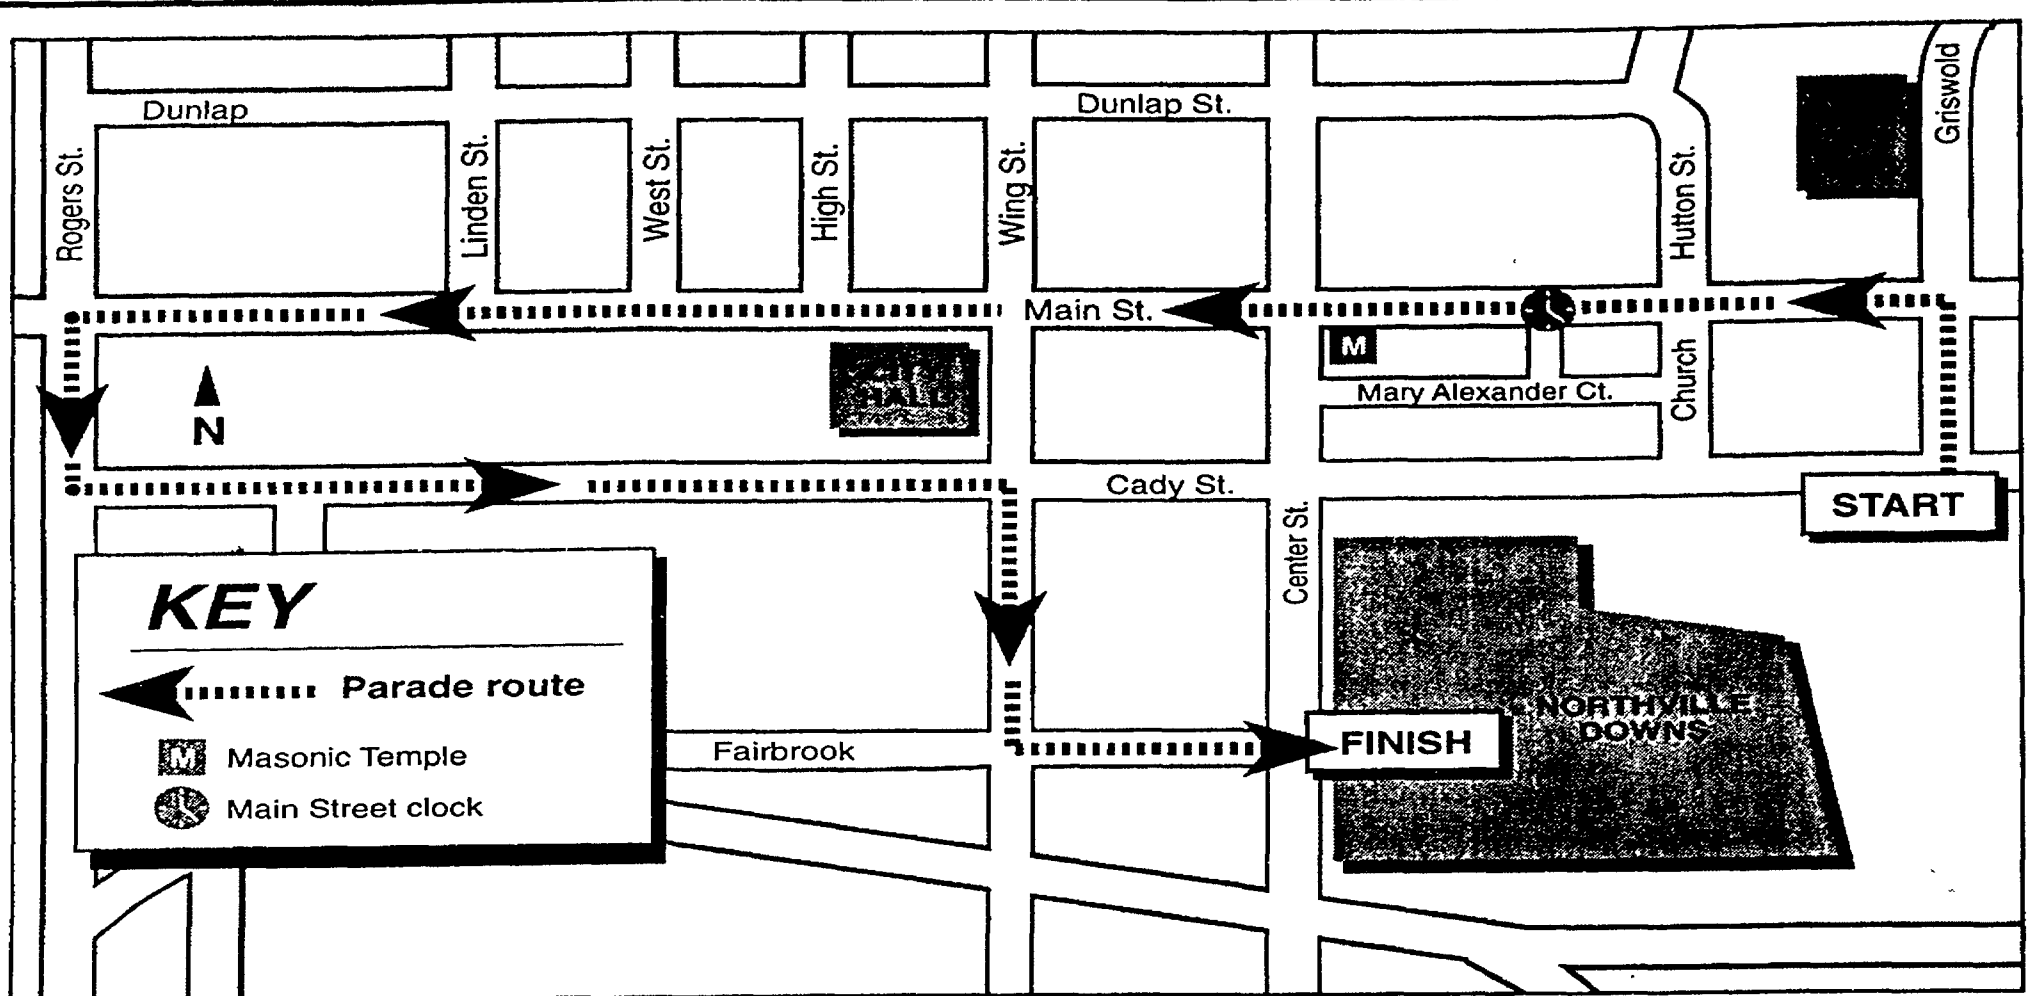 Dunlap
Dunlap St.
Griswold
Rogers St.
Linden St.
West St.
High St.
Wing St.
Hutton St.
Main St.
M
CITY
HALL
Mary Alexander Ct.
Church
N
Cady St.
START
Center St.
KEY
Parade route
M Masonic Temple
Main Street clock
Fairbrook
FINISH
NORTHVILLE
DOWNS